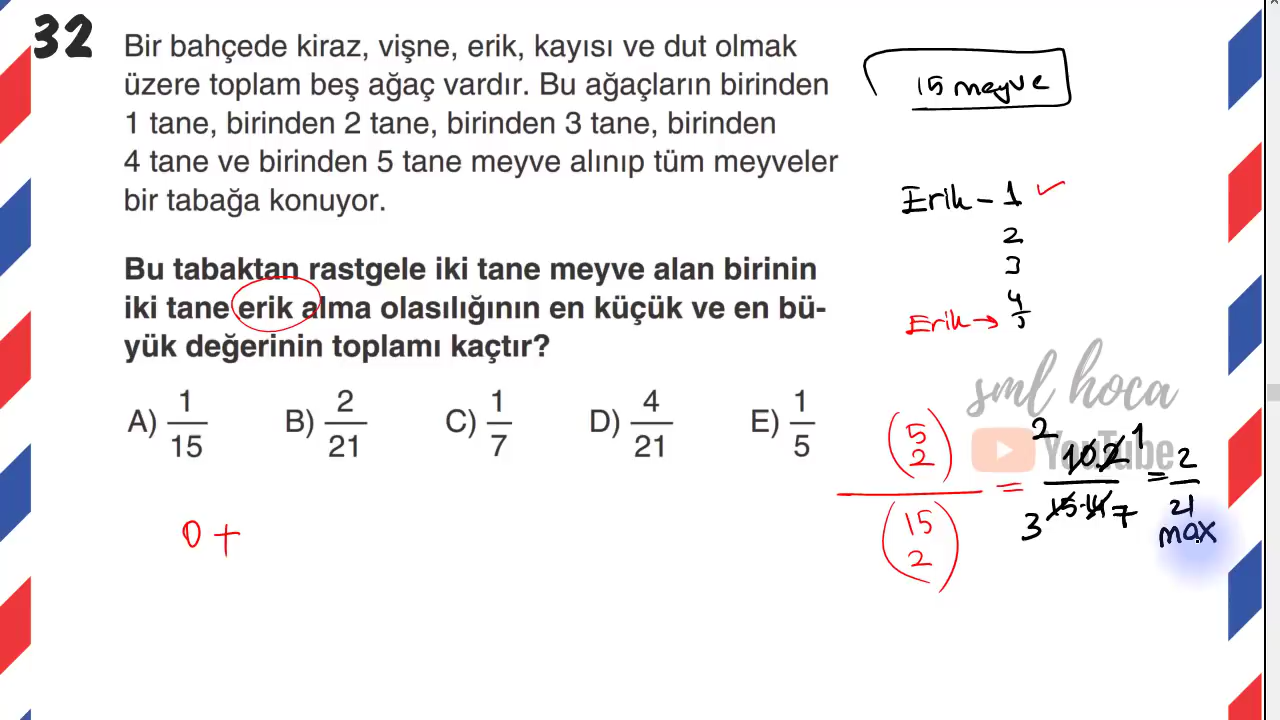 32
Bir bahçede kiraz, vişne, erik, kayısı ve dut olmak
üzere toplam beş ağaç vardır. Bu ağaçların birinden
1 tane, birinden 2 tane, birinden 3 tane, birinden
4 tane ve birinden 5 tane meyve alınıp tüm meyveler
bir tabağa konuyor.
Bu tabaktan rastgele iki tane meyve alan birinin
iki tane erik alma olasılığının en küçük ve en bü-
yük değerinin toplamı kaçtır?
A) 1/15 B) 2/21 C) 1/7 D) 4/21 E) 1/5
0 +
15 meyve
Erik - 1 ✓
2
3
4
Erik → 5
sml hoca
YouTube
(5 2) / (15 2) = 10.2 / 15.14 = 2/21
2 1
3 7
max